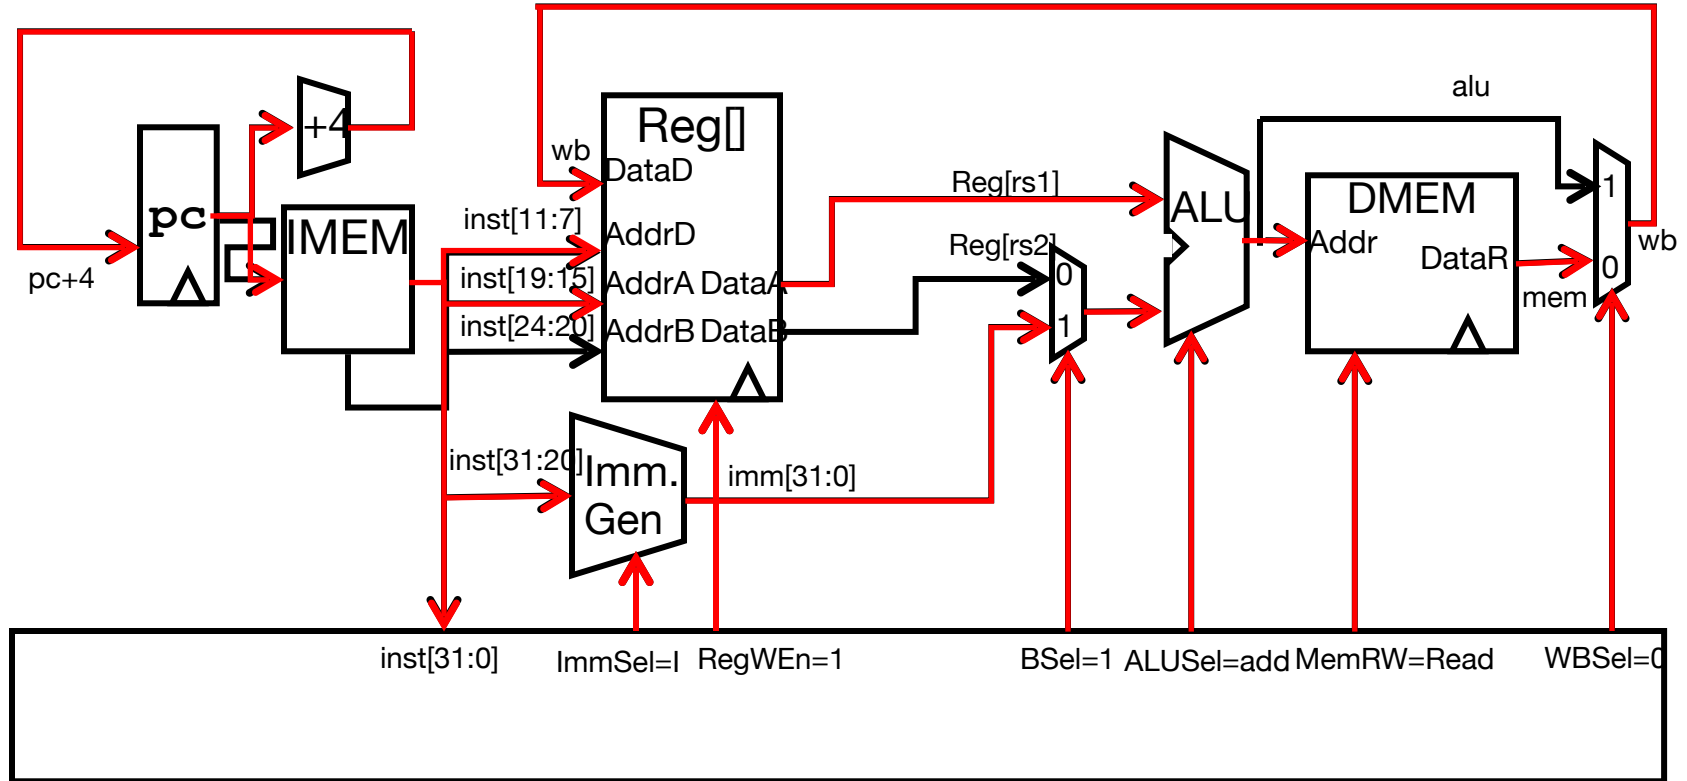 alu
+4
Reg[]
wb
DataD
pc
IMEM
inst[11:7]
AddrD
Reg[rs1]
ALU
DMEM
1
wb
pc+4
inst[19:15]
AddrA DataA
Reg[rs2]
0
Addr
DataR
0
mem
inst[24:20]
AddrB DataB
1
inst[31:20]
Imm.
Gen
imm[31:0]
inst[31:0]
ImmSel=I
RegWEn=1
BSel=1
ALUSel=add
MemRW=Read
WBSel=0